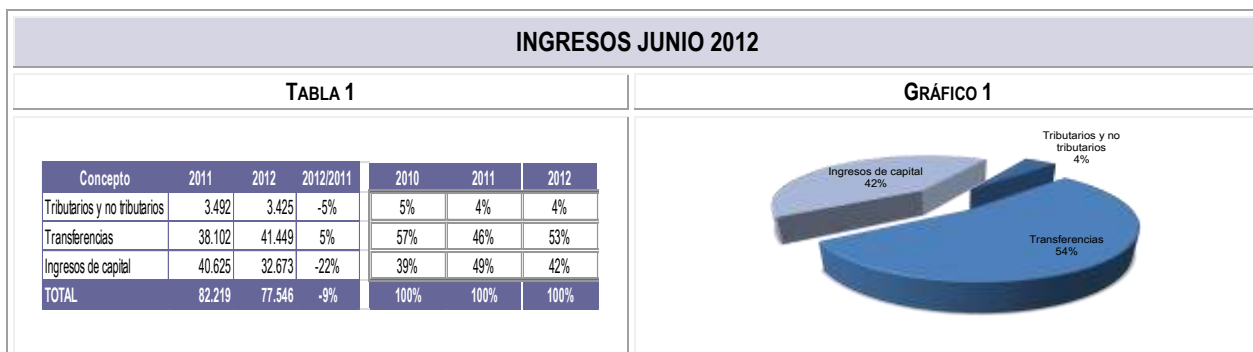 INGRESOS JUNIO 2012
TABLA 1
GRÁFICO 1
Concepto 2011 2012 2012/2011 2010 2011 2012
Tributarios y no tributarios 3.492 3.425 -5% 5% 4% 4%
Transferencias 38.102 41.449 5% 57% 46% 53%
Ingresos de capital 40.625 32.673 -22% 39% 49% 42%
TOTAL 82.219 77.546 -9% 100% 100% 100%
Tributarios y no
tributarios
4%
Ingresos de capital
42%
Transferencias
54%